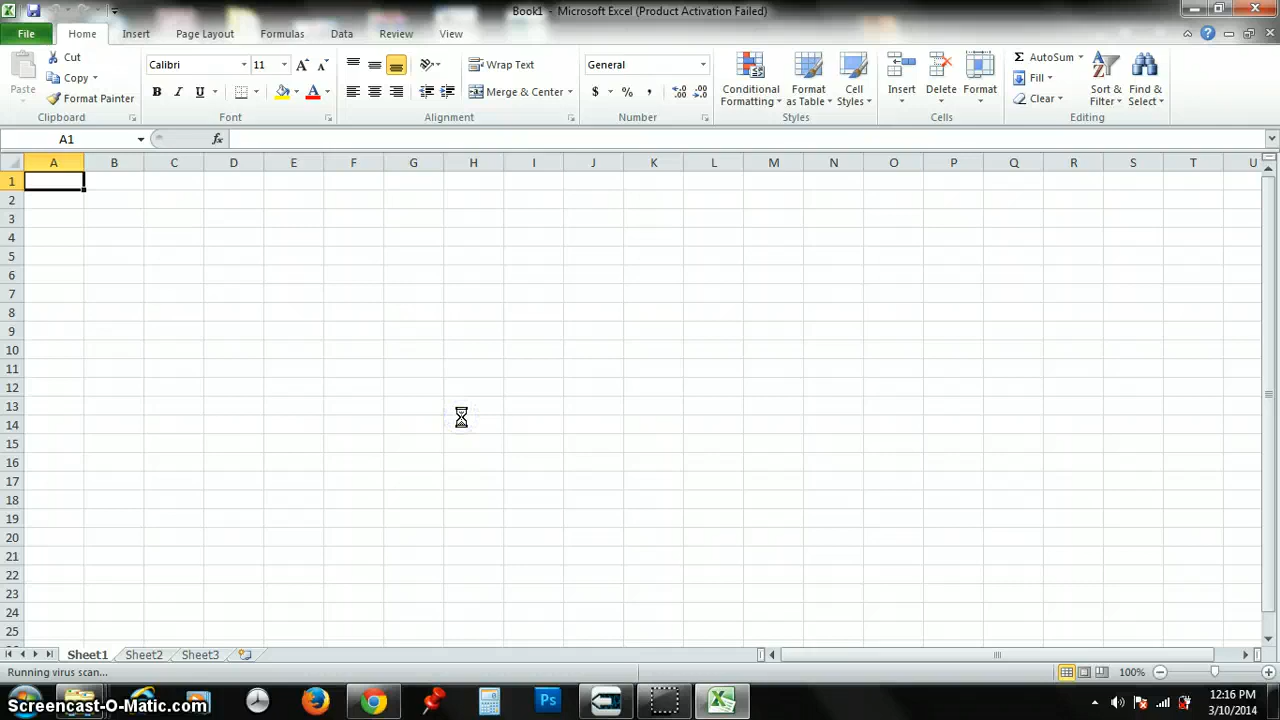 Book1 - Microsoft Excel (Product Activation Failed)
File Home Insert Page Layout Formulas Data Review View
Paste Cut Copy Format Painter
Calibri 11
B I U A
Wrap Text
Merge & Center
General
$ % ,
Conditional Formatting
Format as Table
Cell Styles
Insert Delete Format
Σ AutoSum
Fill
Clear
Sort & Filter
Find & Select
Clipboard Font Alignment Number Styles Cells Editing
A1 fx
A B C D E F G H I J K L M N O P Q R S T U
1
2
3
4
5
6
7
8
9
10
11
12
13
14
15
16
17
18
19
20
21
22
23
24
25
Sheet1 Sheet2 Sheet3
Running virus scan... 100%
Ps
12:16 PM
3/10/2014
Screencast-O-Matic.com